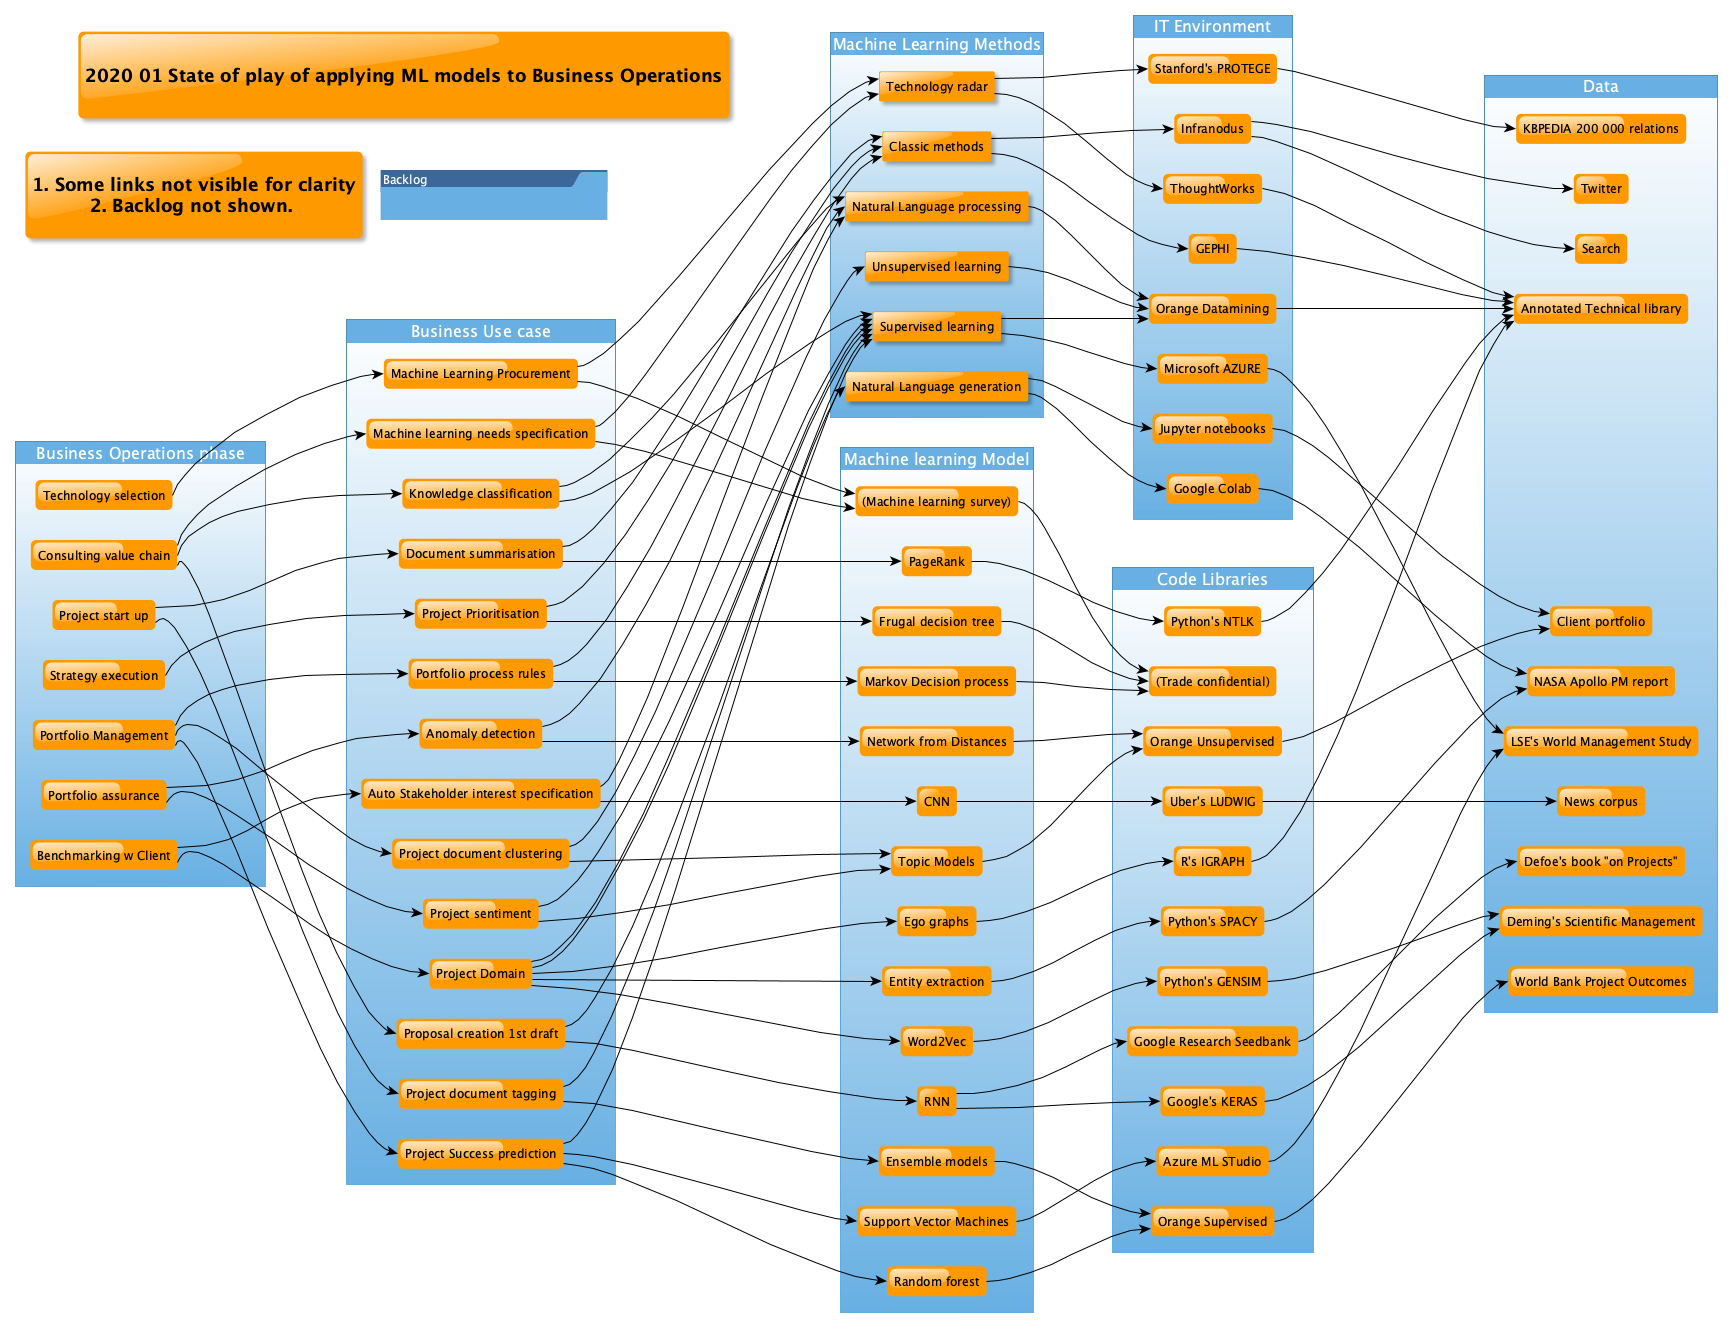 2020 01 State of play of applying ML models to Business Operations
1. Some links not visible for clarity
2. Backlog not shown.
Backlog
Business Operations phase
Technology selection
Consulting value chain
Project start up
Strategy execution
Portfolio Management
Portfolio assurance
Benchmarking w Client
Business Use case
Machine Learning Procurement
Machine learning needs specification
Knowledge classification
Document summarisation
Project Prioritisation
Portfolio process rules
Anomaly detection
Auto Stakeholder interest specification
Project document clustering
Project sentiment
Project Domain
Proposal creation 1st draft
Project document tagging
Project Success prediction
Machine Learning Methods
Technology radar
Classic methods
Natural Language processing
Unsupervised learning
Supervised learning
Natural Language generation
Machine learning Model
(Machine learning survey)
PageRank
Frugal decision tree
Markov Decision process
Network from Distances
CNN
Topic Models
Ego graphs
Entity extraction
Word2Vec
RNN
Ensemble models
Support Vector Machines
Random forest
IT Environment
Stanford's PROTEGE
Infranodus
ThoughtWorks
GEPHI
Orange Datamining
Microsoft AZURE
Jupyter notebooks
Google Colab
Code Libraries
Python's NTLK
(Trade confidential)
Orange Unsupervised
Uber's LUDWIG
R's IGRAPH
Python's SPACY
Python's GENSIM
Google Research Seedbank
Google's KERAS
Azure ML STudio
Orange Supervised
Data
KBPEDIA 200 000 relations
Twitter
Search
Annotated Technical library
Client portfolio
NASA Apollo PM report
LSE's World Management Study
News corpus
Defoe's book "on Projects"
Deming's Scientific Management
World Bank Project Outcomes